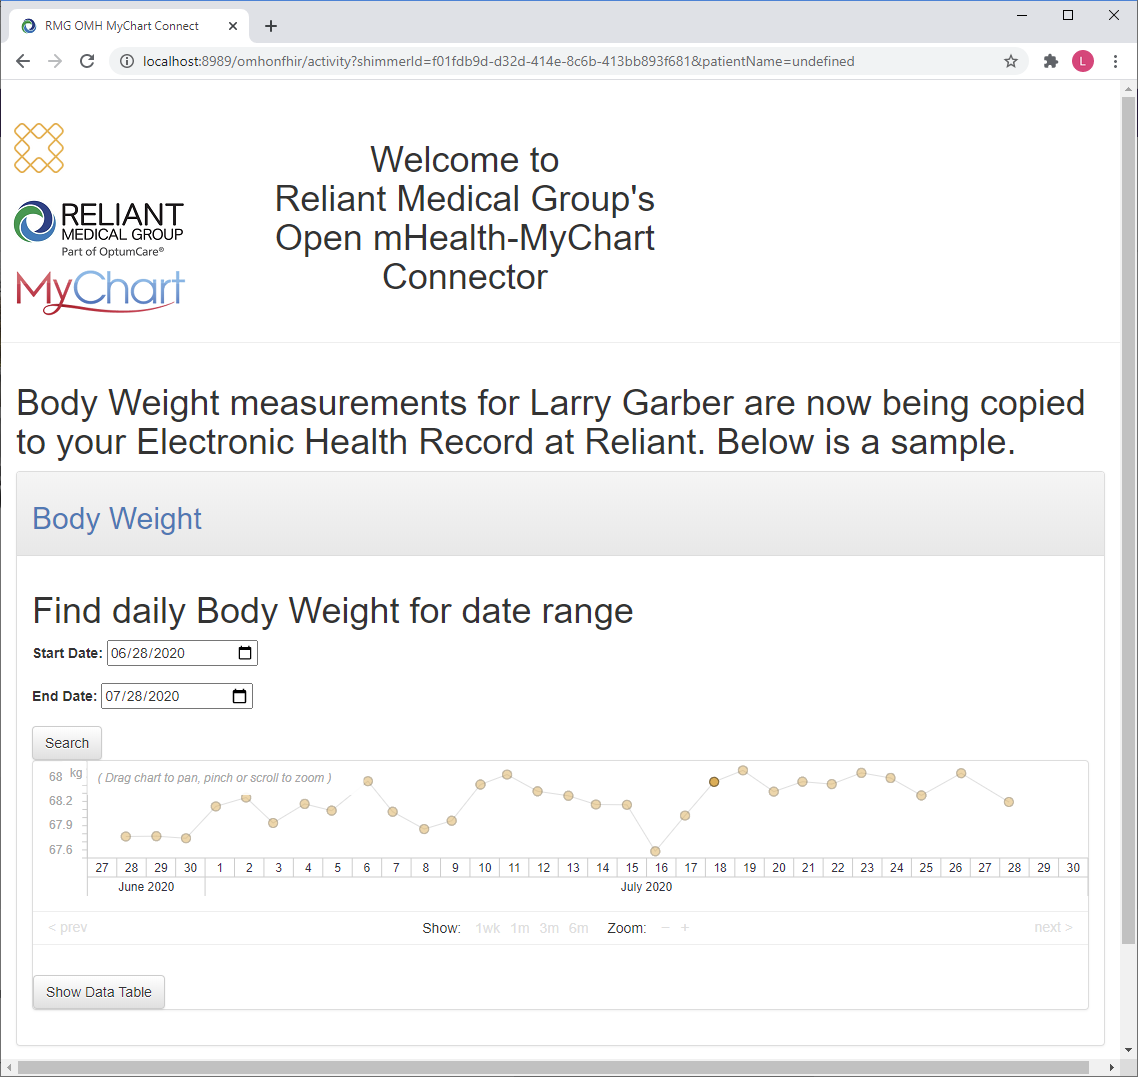 RMG OMH MyChart Connect
localhost:8989/omhonfhir/activity?shimmerId=f01fdb9d-d32d-414e-8c6b-413bb893f681&patientName=undefined
L
RELIANT
MEDICAL GROUP
Part of OptumCare®
MyChart
Welcome to
Reliant Medical Group's
Open mHealth-MyChart
Connector
Body Weight measurements for Larry Garber are now being copied
to your Electronic Health Record at Reliant. Below is a sample.
Body Weight
Find daily Body Weight for date range
Start Date: 06/28/2020
End Date: 07/28/2020
Search
68 kg ( Drag chart to pan, pinch or scroll to zoom )
68.2
67.9
67.6
27 28 29 30 1 2 3 4 5 6 7 8 9 10 11 12 13 14 15 16 17 18 19 20 21 22 23 24 25 26 27 28 29 30
June 2020 July 2020
< prev Show: 1wk 1m 3m 6m Zoom: − + next >
Show Data Table